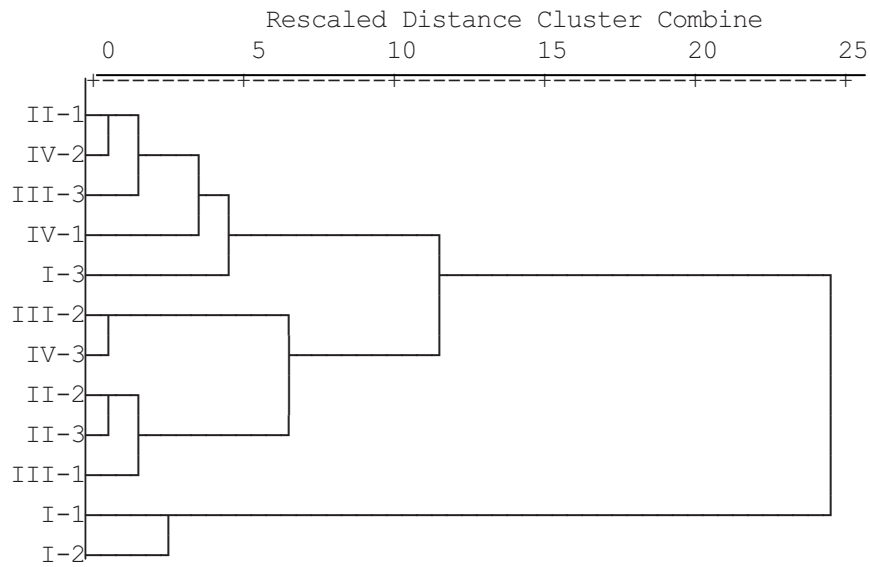 Rescaled Distance Cluster Combine
0 5 10 15 20 25
II-1
IV-2
III-3
IV-1
I-3
III-2
IV-3
II-2
II-3
III-1
I-1
I-2